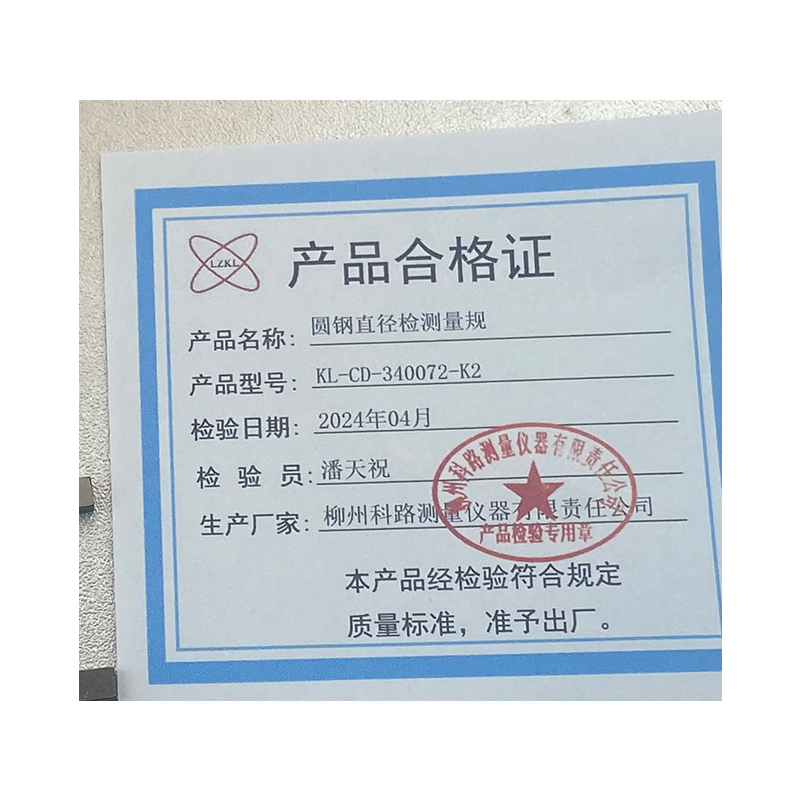 LZKL
产品合格证
产品名称: 圆钢直径检测量规
产品型号: KL-CD-340072-K2
检验日期: 2024年04月
检 验 员: 潘天祝
生产厂家: 柳州科路测量仪器有限责任公司
柳州科路测量仪器有限责任公司
产品检验专用章
本产品经检验符合规定
质量标准，准予出厂。